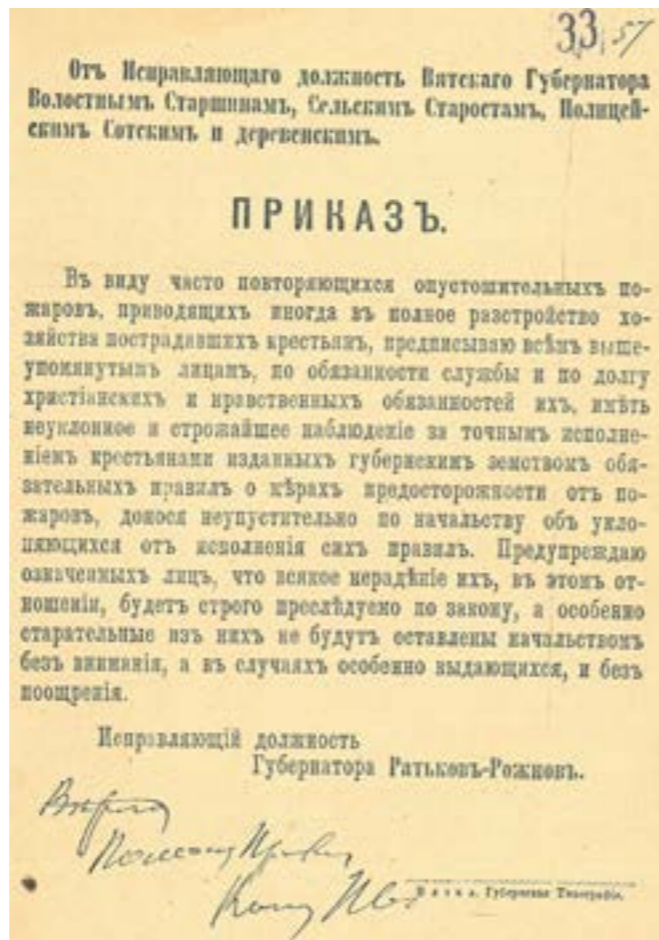 33 57
Отъ Исправляющаго должность Вятскаго Губернатора
Волостнымъ Старшинамъ, Сельскимъ Старостамъ, Полицей-
скимъ Сотскимъ и деревенскимъ.
ПРИКАЗЪ.
Въ виду часто повторяющихся опустошительныхъ по-
жаровъ, приводящихъ иногда въ полное разстройство хо-
зяйства пострадавшихъ крестьян, предписываю всѣмъ выше-
упомянутымъ лицамъ, по обязанности службы и по долгу
христіанскихъ и нравственныхъ обязанностей ихъ, имѣть
неуклонное и строжайшее наблюденіе за точнымъ исполне-
ніемъ крестьянами изданныхъ губернскимъ земствомъ обя-
зательныхъ правилъ о мѣрахъ предосторожности отъ по-
жаровъ, донося неупустительно по начальству объ укло-
няющихся отъ исполненія сихъ правилъ. Предупреждаю
означенныхъ лицъ, что всякое нерадѣніе ихъ, въ этомъ от-
ношеніи, будетъ строго преслѣдуемо по закону, а особенно
старательные изъ нихъ не будутъ оставлены начальствомъ
безъ вниманія, а въ случаяхъ особенно выдающихся, и безъ
поощренія.
Исправляющій должность
Губернатора Ратьковъ-Рожновъ.
Вятка, Губернская Типографія.